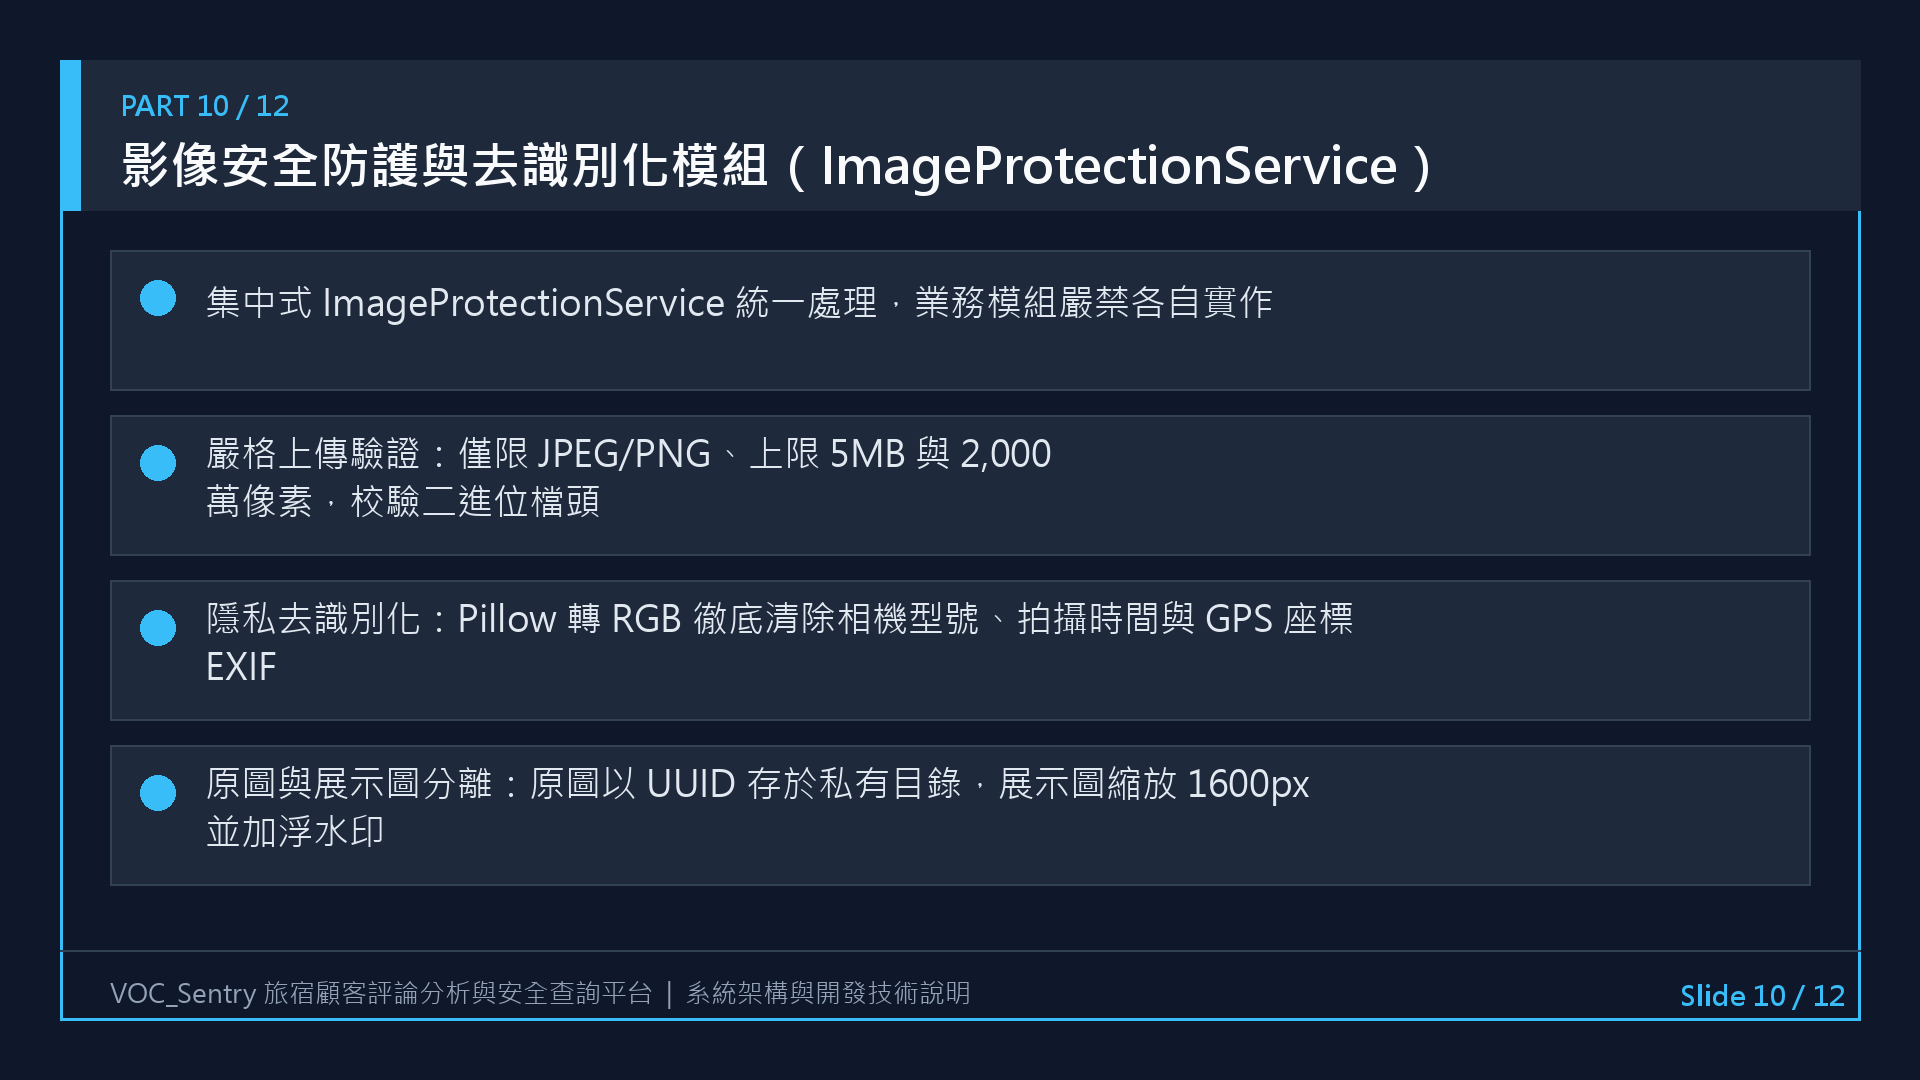 PART 10 / 12
影像安全防護與去識別化模組（ImageProtectionService）
集中式 ImageProtectionService 統一處理，業務模組嚴禁各自實作
嚴格上傳驗證：僅限 JPEG/PNG、上限 5MB 與 2,000
萬像素，校驗二進位檔頭
隱私去識別化：Pillow 轉 RGB 徹底清除相機型號、拍攝時間與 GPS 座標
EXIF
原圖與展示圖分離：原圖以 UUID 存於私有目錄，展示圖縮放 1600px
並加浮水印
VOC_Sentry 旅宿顧客評論分析與安全查詢平台 | 系統架構與開發技術說明
Slide 10 / 12